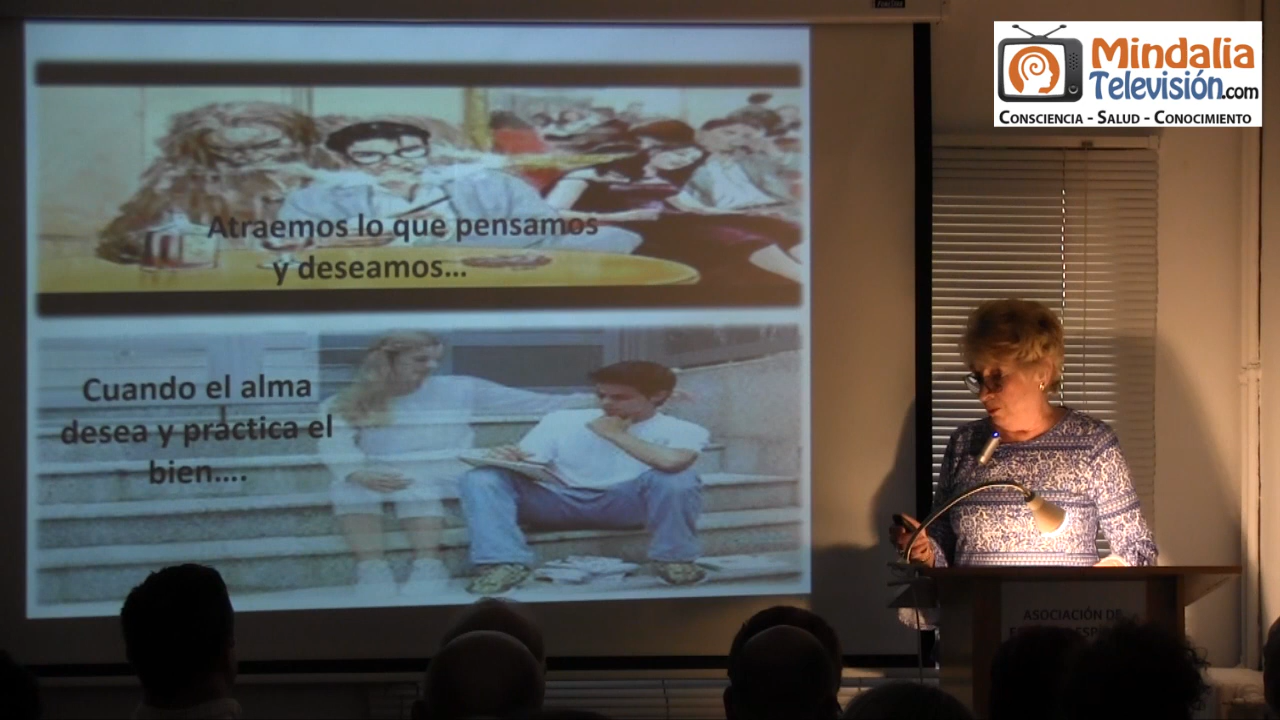 Mindalia
Televisión.com
CONSCIENCIA - SALUD - CONOCIMIENTO
Atraemos lo que pensamos
y deseamos...
Cuando el alma
desea y práctica el
bien....
ASOCIACIÓN DE